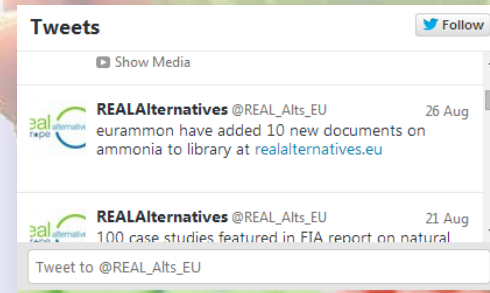 Tweets
Follow
Show Media
REALAlternatives @REAL_Alts_EU 26 Aug
eurammon have added 10 new documents on
ammonia to library at realalternatives.eu
REALAlternatives @REAL_Alts_EU 21 Aug
100 case studies featured in EIA report on natural
Tweet to @REAL_Alts_EU